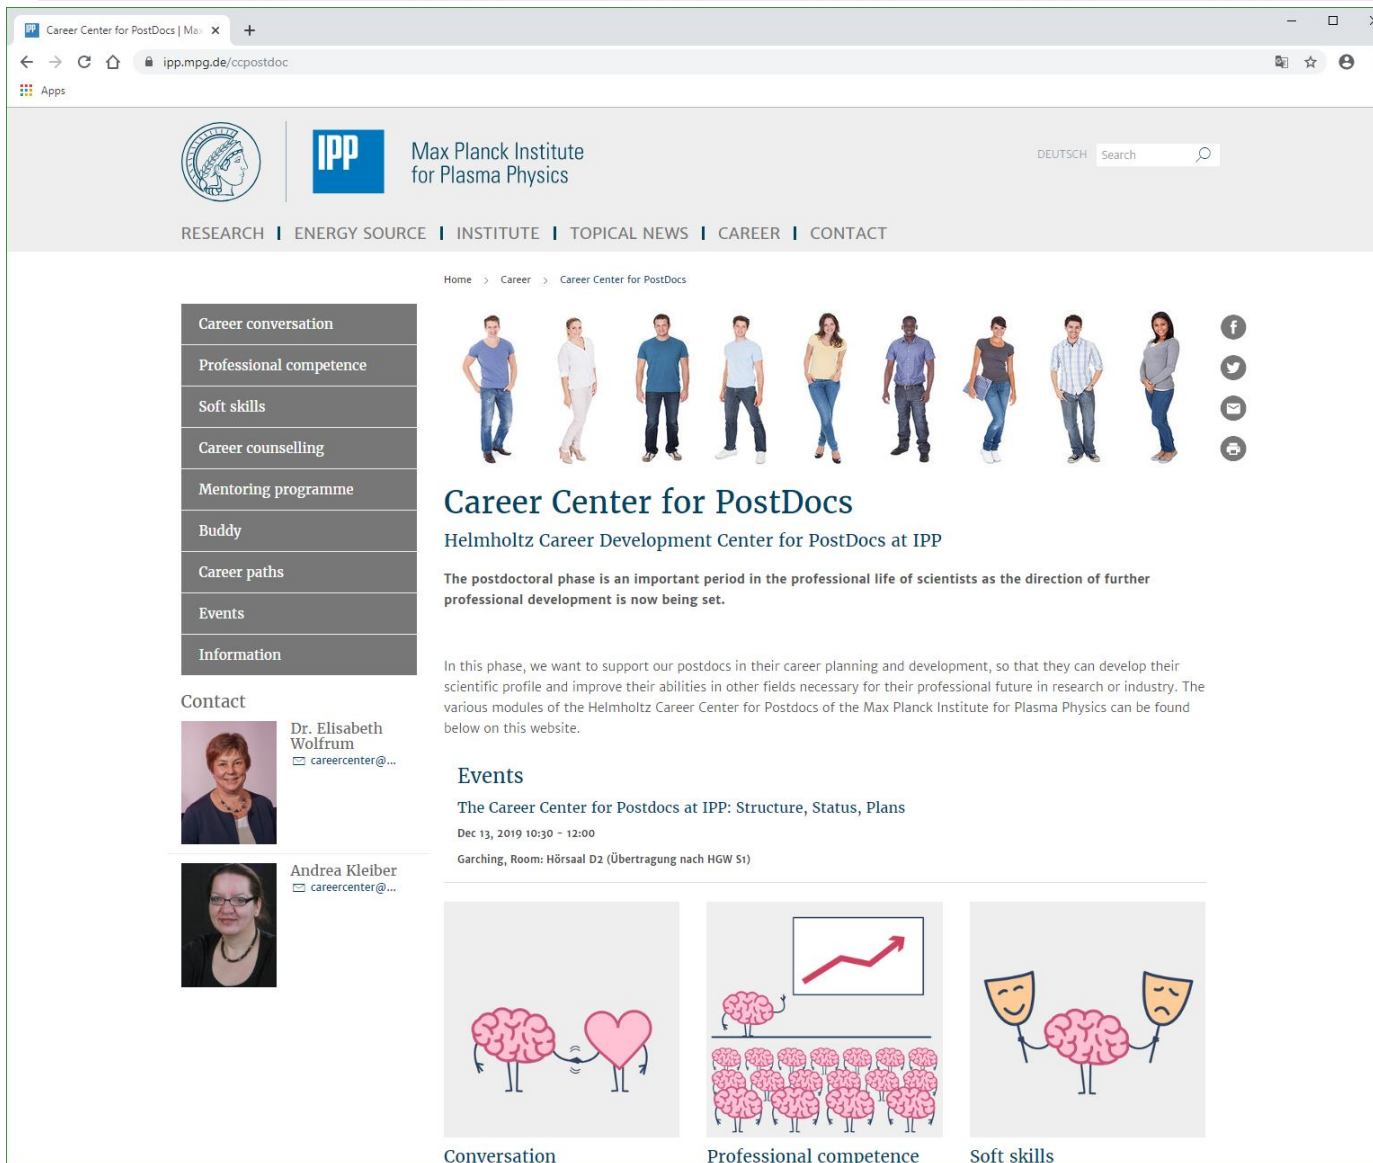 Career Center for PostDocs | Ma
Apps
ipp.mpg.de/ccpostdoc
IPP
Max Planck Institute
for Plasma Physics
DEUTSCH
Search
RESEARCH | ENERGY SOURCE | INSTITUTE | TOPICAL NEWS | CAREER | CONTACT
Home > Career > Career Center for PostDocs
Career conversation
Professional competence
Soft skills
Career counselling
Mentoring programme
Buddy
Career paths
Events
Information
Contact
Dr. Elisabeth
Wolfrum
careercenter@...
Andrea Kleiber
careercenter@...
Career Center for PostDocs
Helmholtz Career Development Center for PostDocs at IPP
The postdoctoral phase is an important period in the professional life of scientists as the direction of further
professional development is now being set.
In this phase, we want to support our postdocs in their career planning and development, so that they can develop their
scientific profile and improve their abilities in other fields necessary for their professional future in research or industry. The
various modules of the Helmholtz Career Center for Postdocs of the Max Planck Institute for Plasma Physics can be found
below on this website.
Events
The Career Center for Postdocs at IPP: Structure, Status, Plans
Dec 13, 2019 10:30 - 12:00
Garching, Room: Hörsaal D2 (Übertragung nach HGW S1)
Conversation
Professional competence
Soft skills